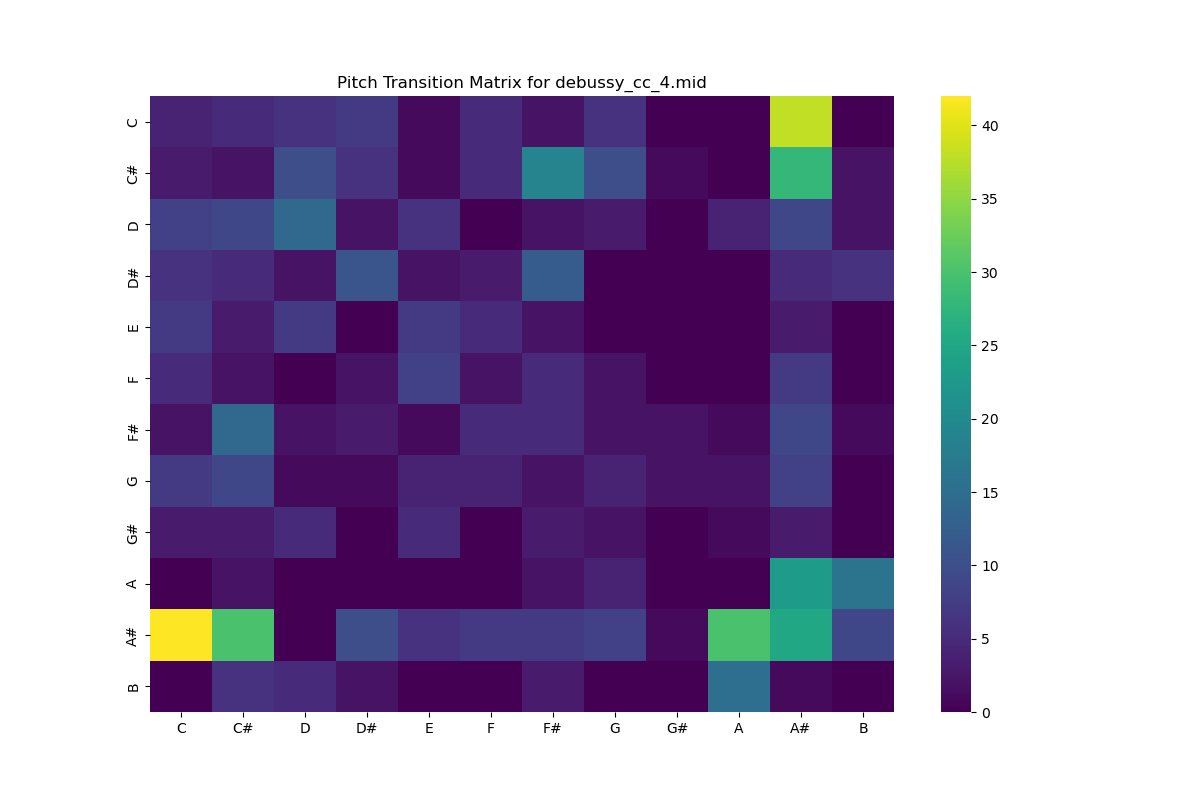 Pitch Transition Matrix for debussy_cc_4.mid
C
C#
D
D#
E
F
F#
G
G#
A
A#
B
C C# D D# E F F# G G# A A# B
40
35
30
25
20
15
10
5
0